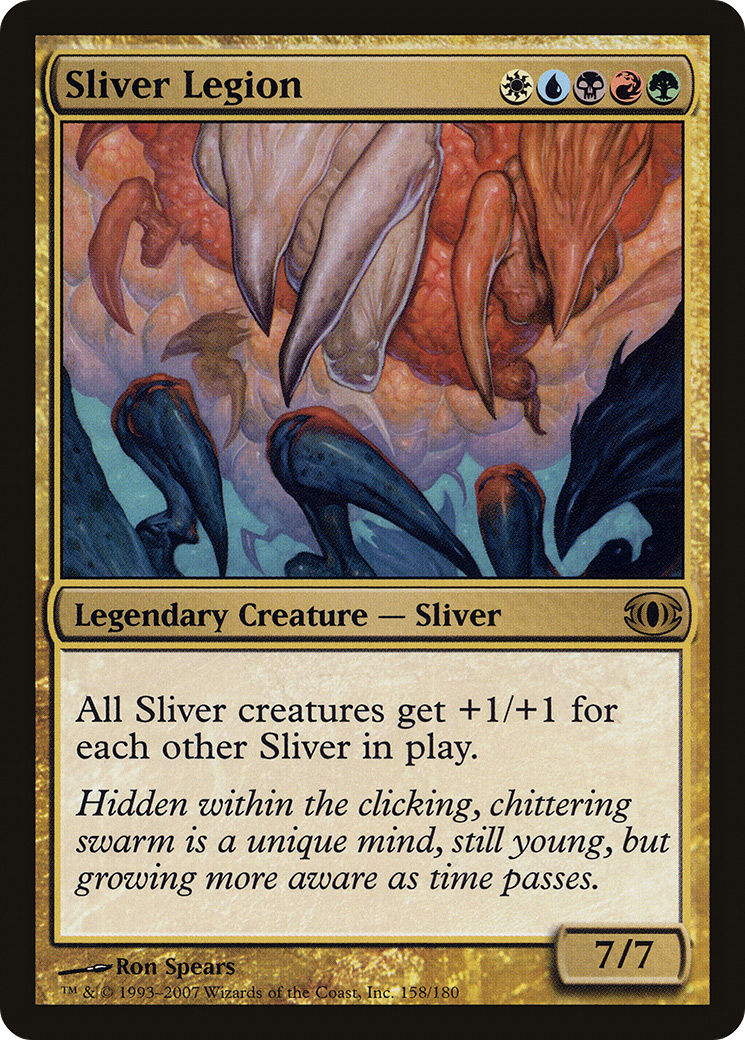 Sliver Legion
Legendary Creature — Sliver
All Sliver creatures get +1/+1 for
each other Sliver in play.
Hidden within the clicking, chittering
swarm is a unique mind, still young, but
growing more aware as time passes.
7/7
Ron Spears
™ & © 1993–2007 Wizards of the Coast, Inc. 158/180